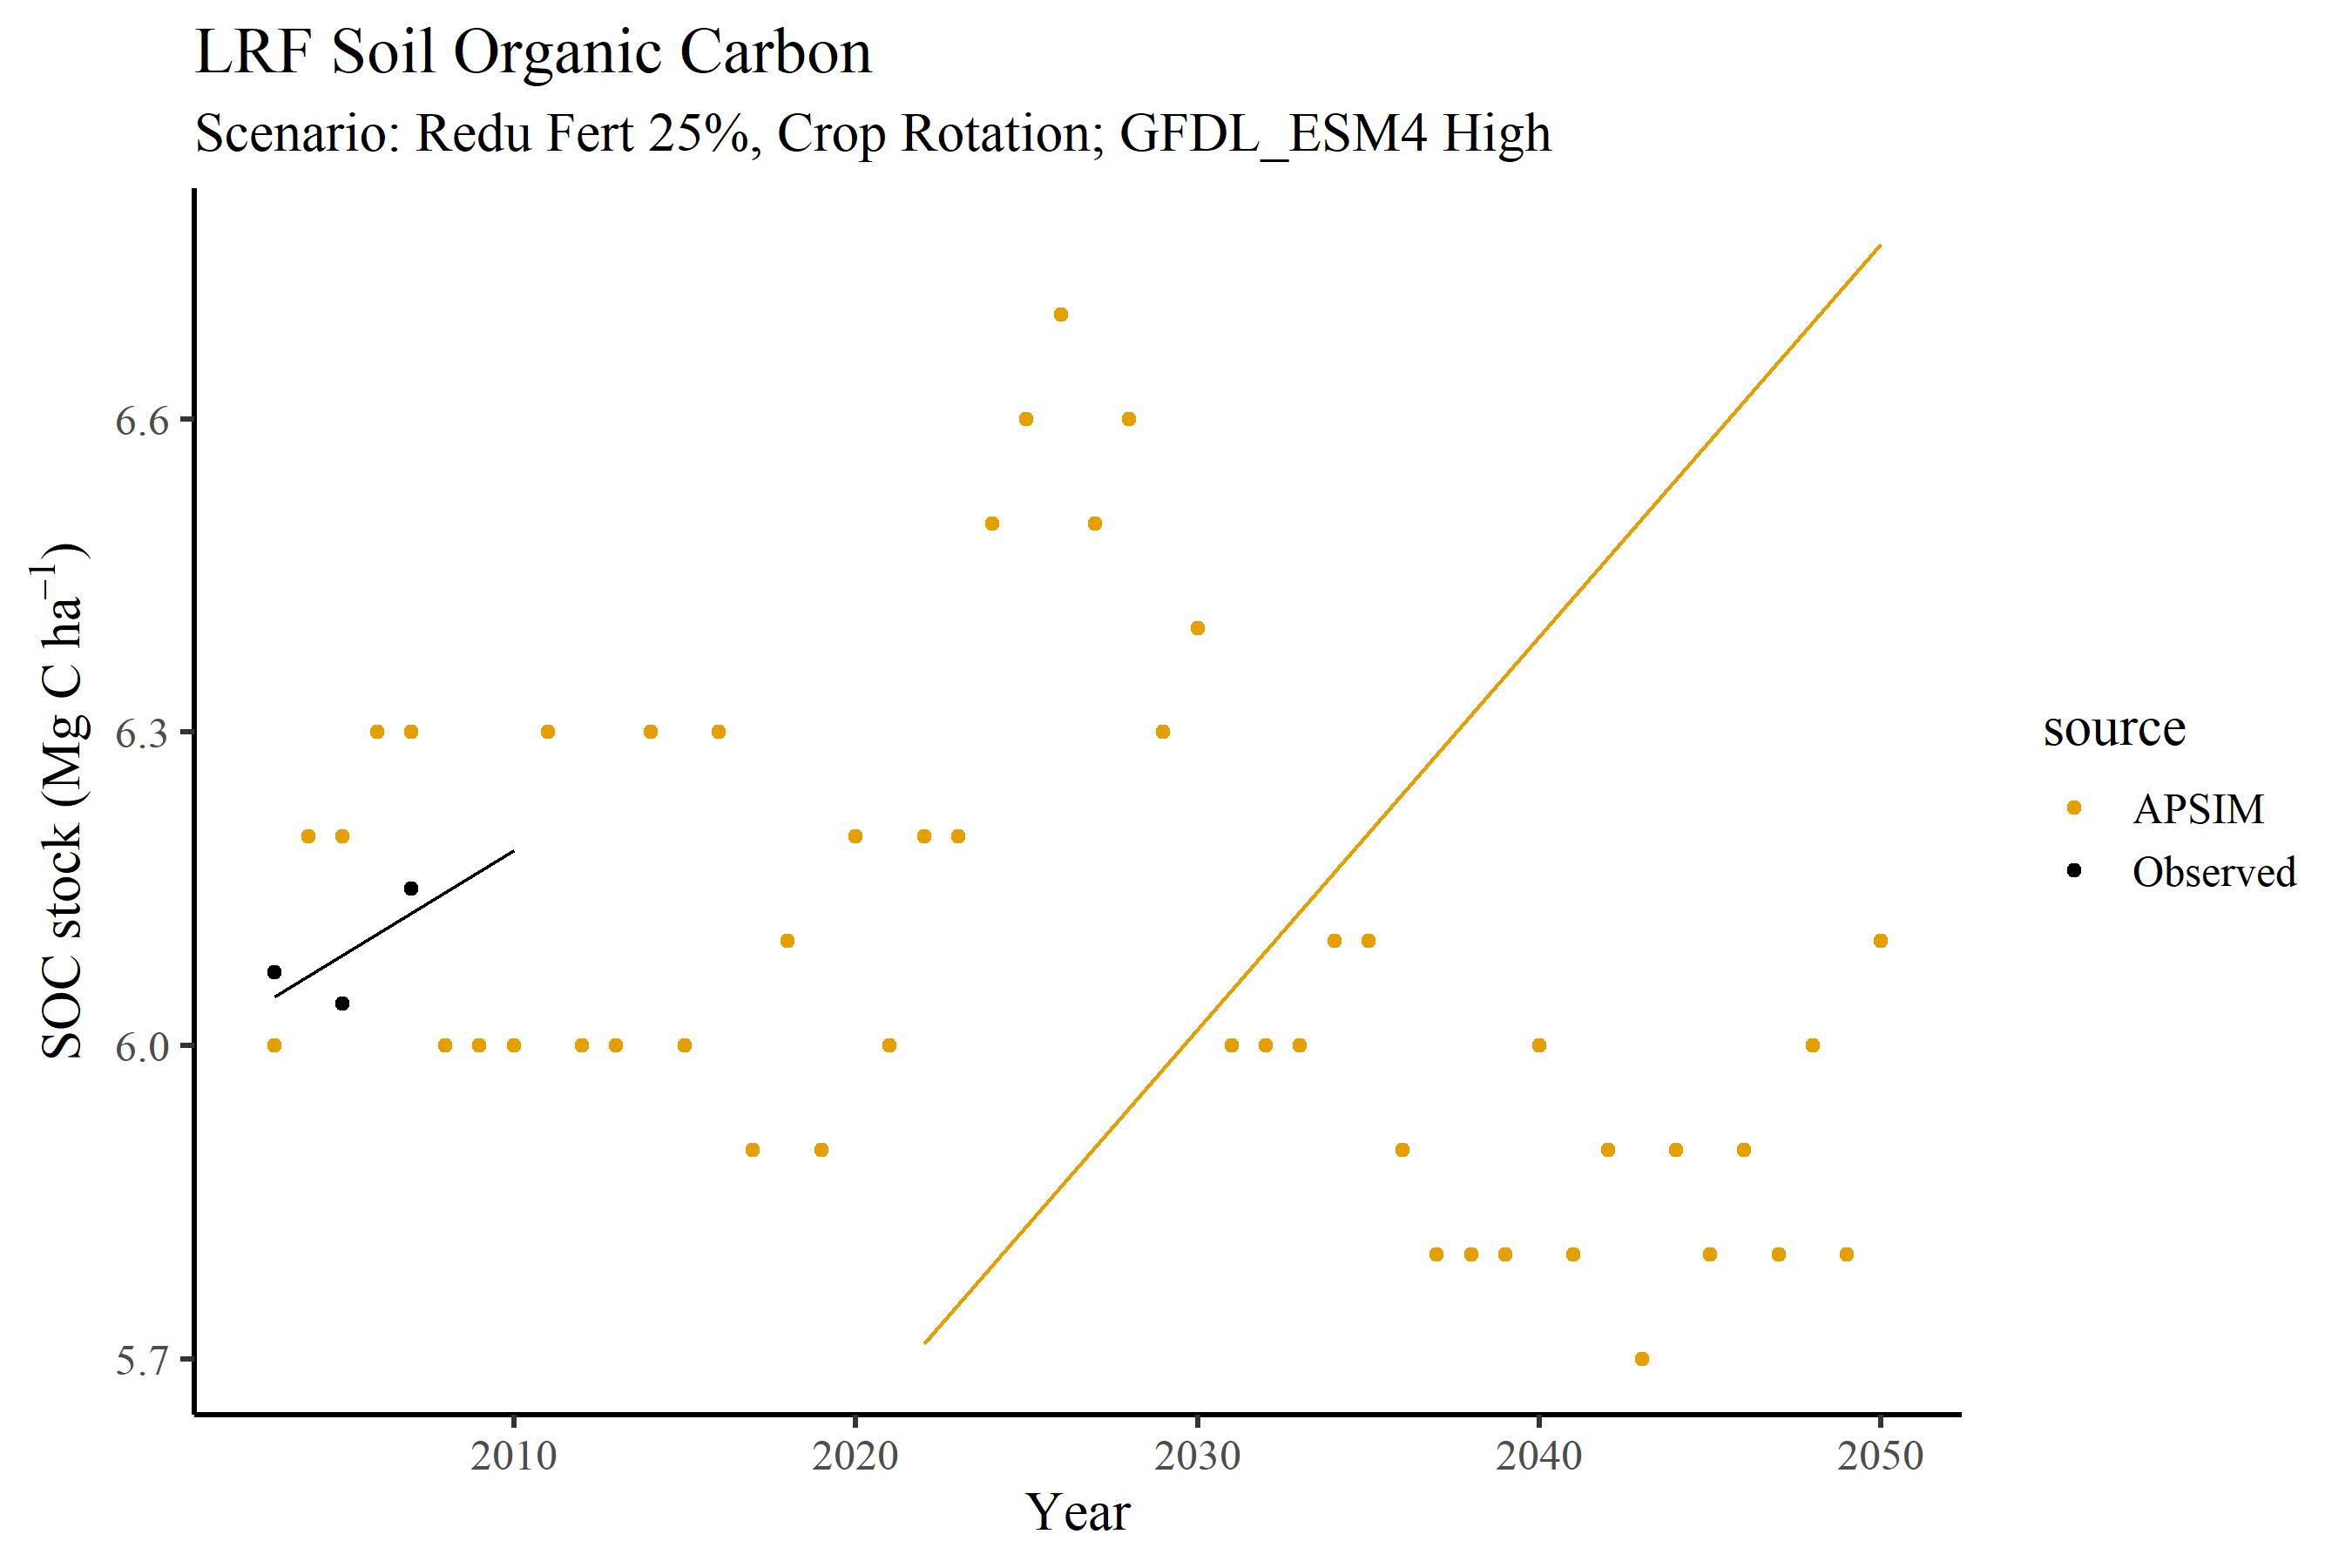 LRF Soil Organic Carbon
Scenario: Redu Fert 25%, Crop Rotation; GFDL_ESM4 High
SOC stock (Mg C ha⁻¹)
6.6
6.3
6.0
5.7
2010 2020 2030 2040 2050
Year
source
APSIM
Observed